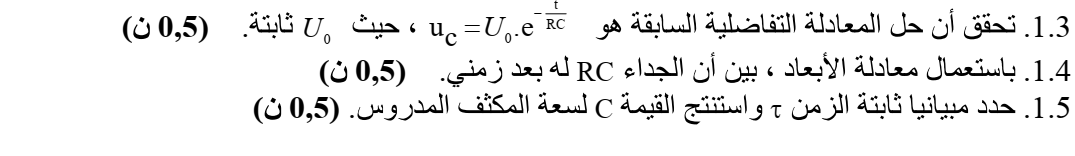 1.3. تحقق أن حل المعادلة التفاضلية السابقة هو u_C = U_0.e^{-t/RC} ، حيث U_0 ثابتة. (0,5 ن)
1.4. باستعمال معادلة الأبعاد ، بين أن الجداء RC له بعد زمني. (0,5 ن)
1.5. حدد مبيانيا ثابتة الزمن τ واستنتج القيمة C لسعة المكثف المدروس. (0,5 ن)